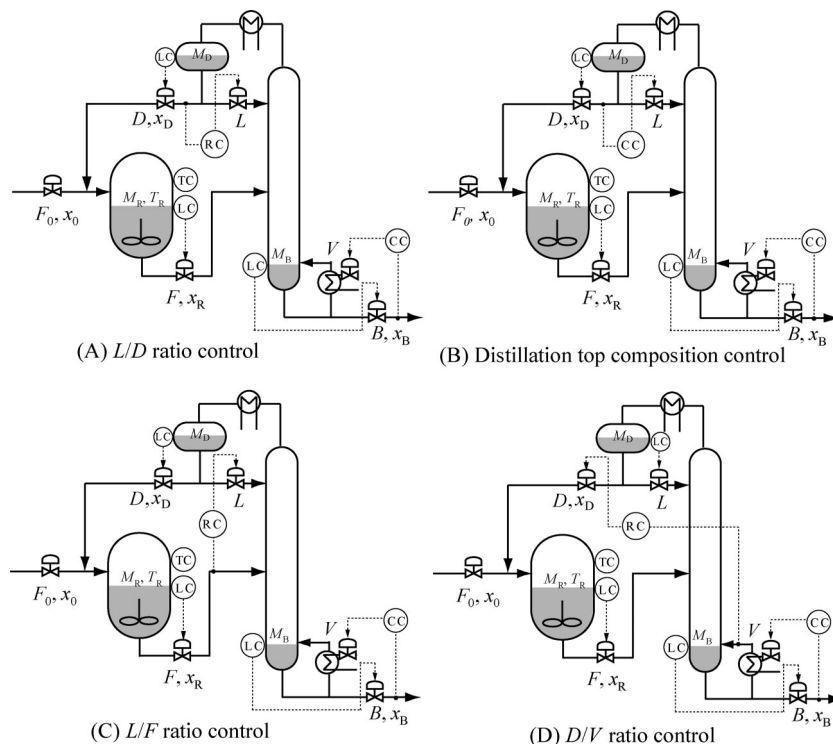 M_D
LC
D, x_D
L
RC
F_0, x_0
M_R, T_R
TC
LC
F, x_R
M_B
LC
V
CC
B, x_B
(A) L/D ratio control
M_D
LC
D, x_D
L
CC
F_0, x_0
M_R, T_R
TC
LC
F, x_R
M_B
LC
V
CC
B, x_B
(B) Distillation top composition control
M_D
LC
D, x_D
L
RC
F_0, x_0
M_R, T_R
TC
LC
F, x_R
M_B
LC
V
CC
B, x_B
(C) L/F ratio control
M_D
LC
D, x_D
L
RC
F_0, x_0
M_R, T_R
TC
LC
F, x_R
M_B
LC
V
CC
B, x_B
(D) D/V ratio control